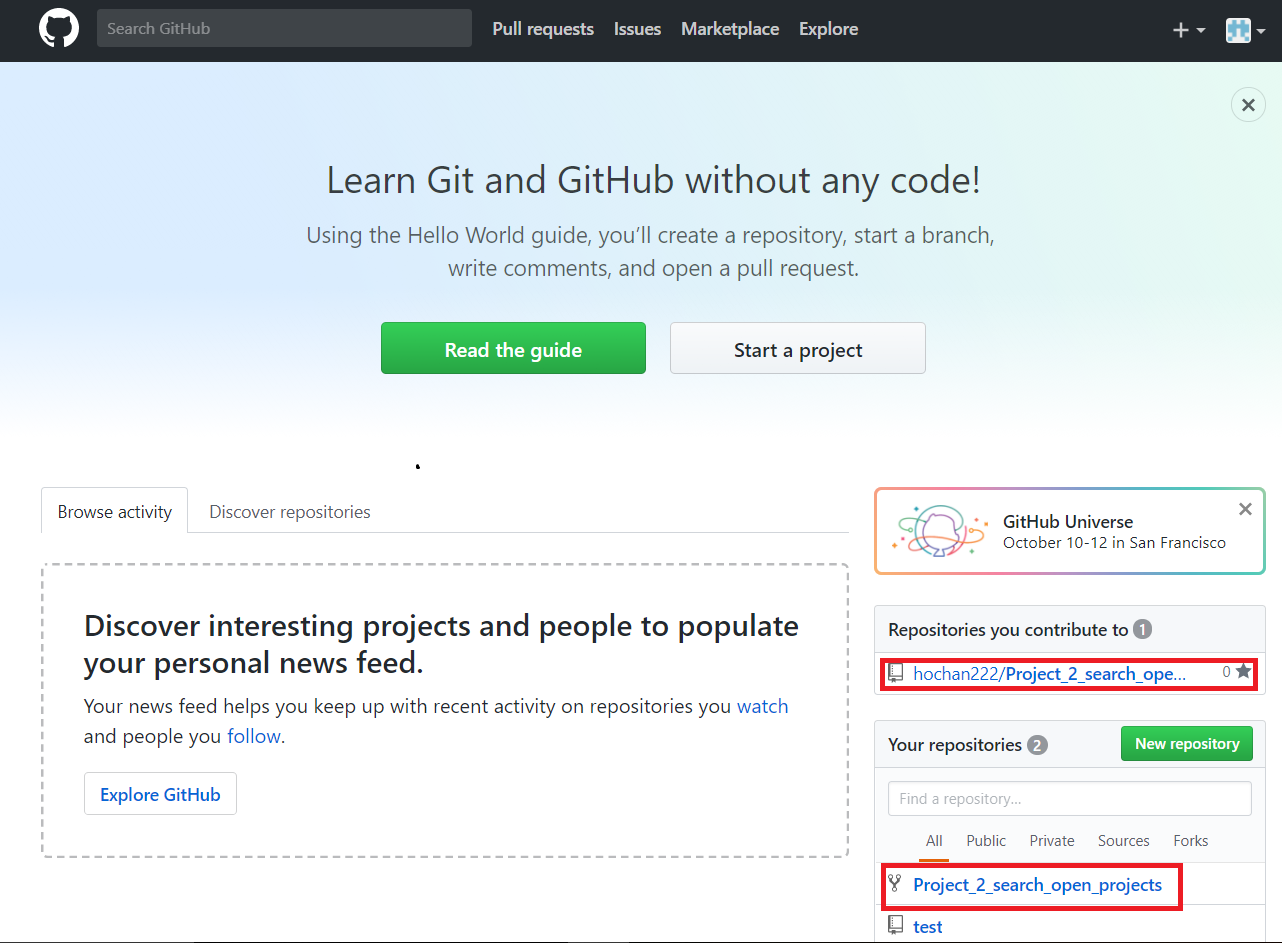 Search GitHub
Pull requests Issues Marketplace Explore
Learn Git and GitHub without any code!
Using the Hello World guide, you’ll create a repository, start a branch,
write comments, and open a pull request.
Read the guide
Start a project
Browse activity
Discover repositories
Discover interesting projects and people to populate
your personal news feed.
Your news feed helps you keep up with recent activity on repositories you watch
and people you follow.
Explore GitHub
GitHub Universe
October 10-12 in San Francisco
Repositories you contribute to 1
hochan222/Project_2_search_ope... 0
Your repositories 2
New repository
Find a repository...
All Public Private Sources Forks
Project_2_search_open_projects
test